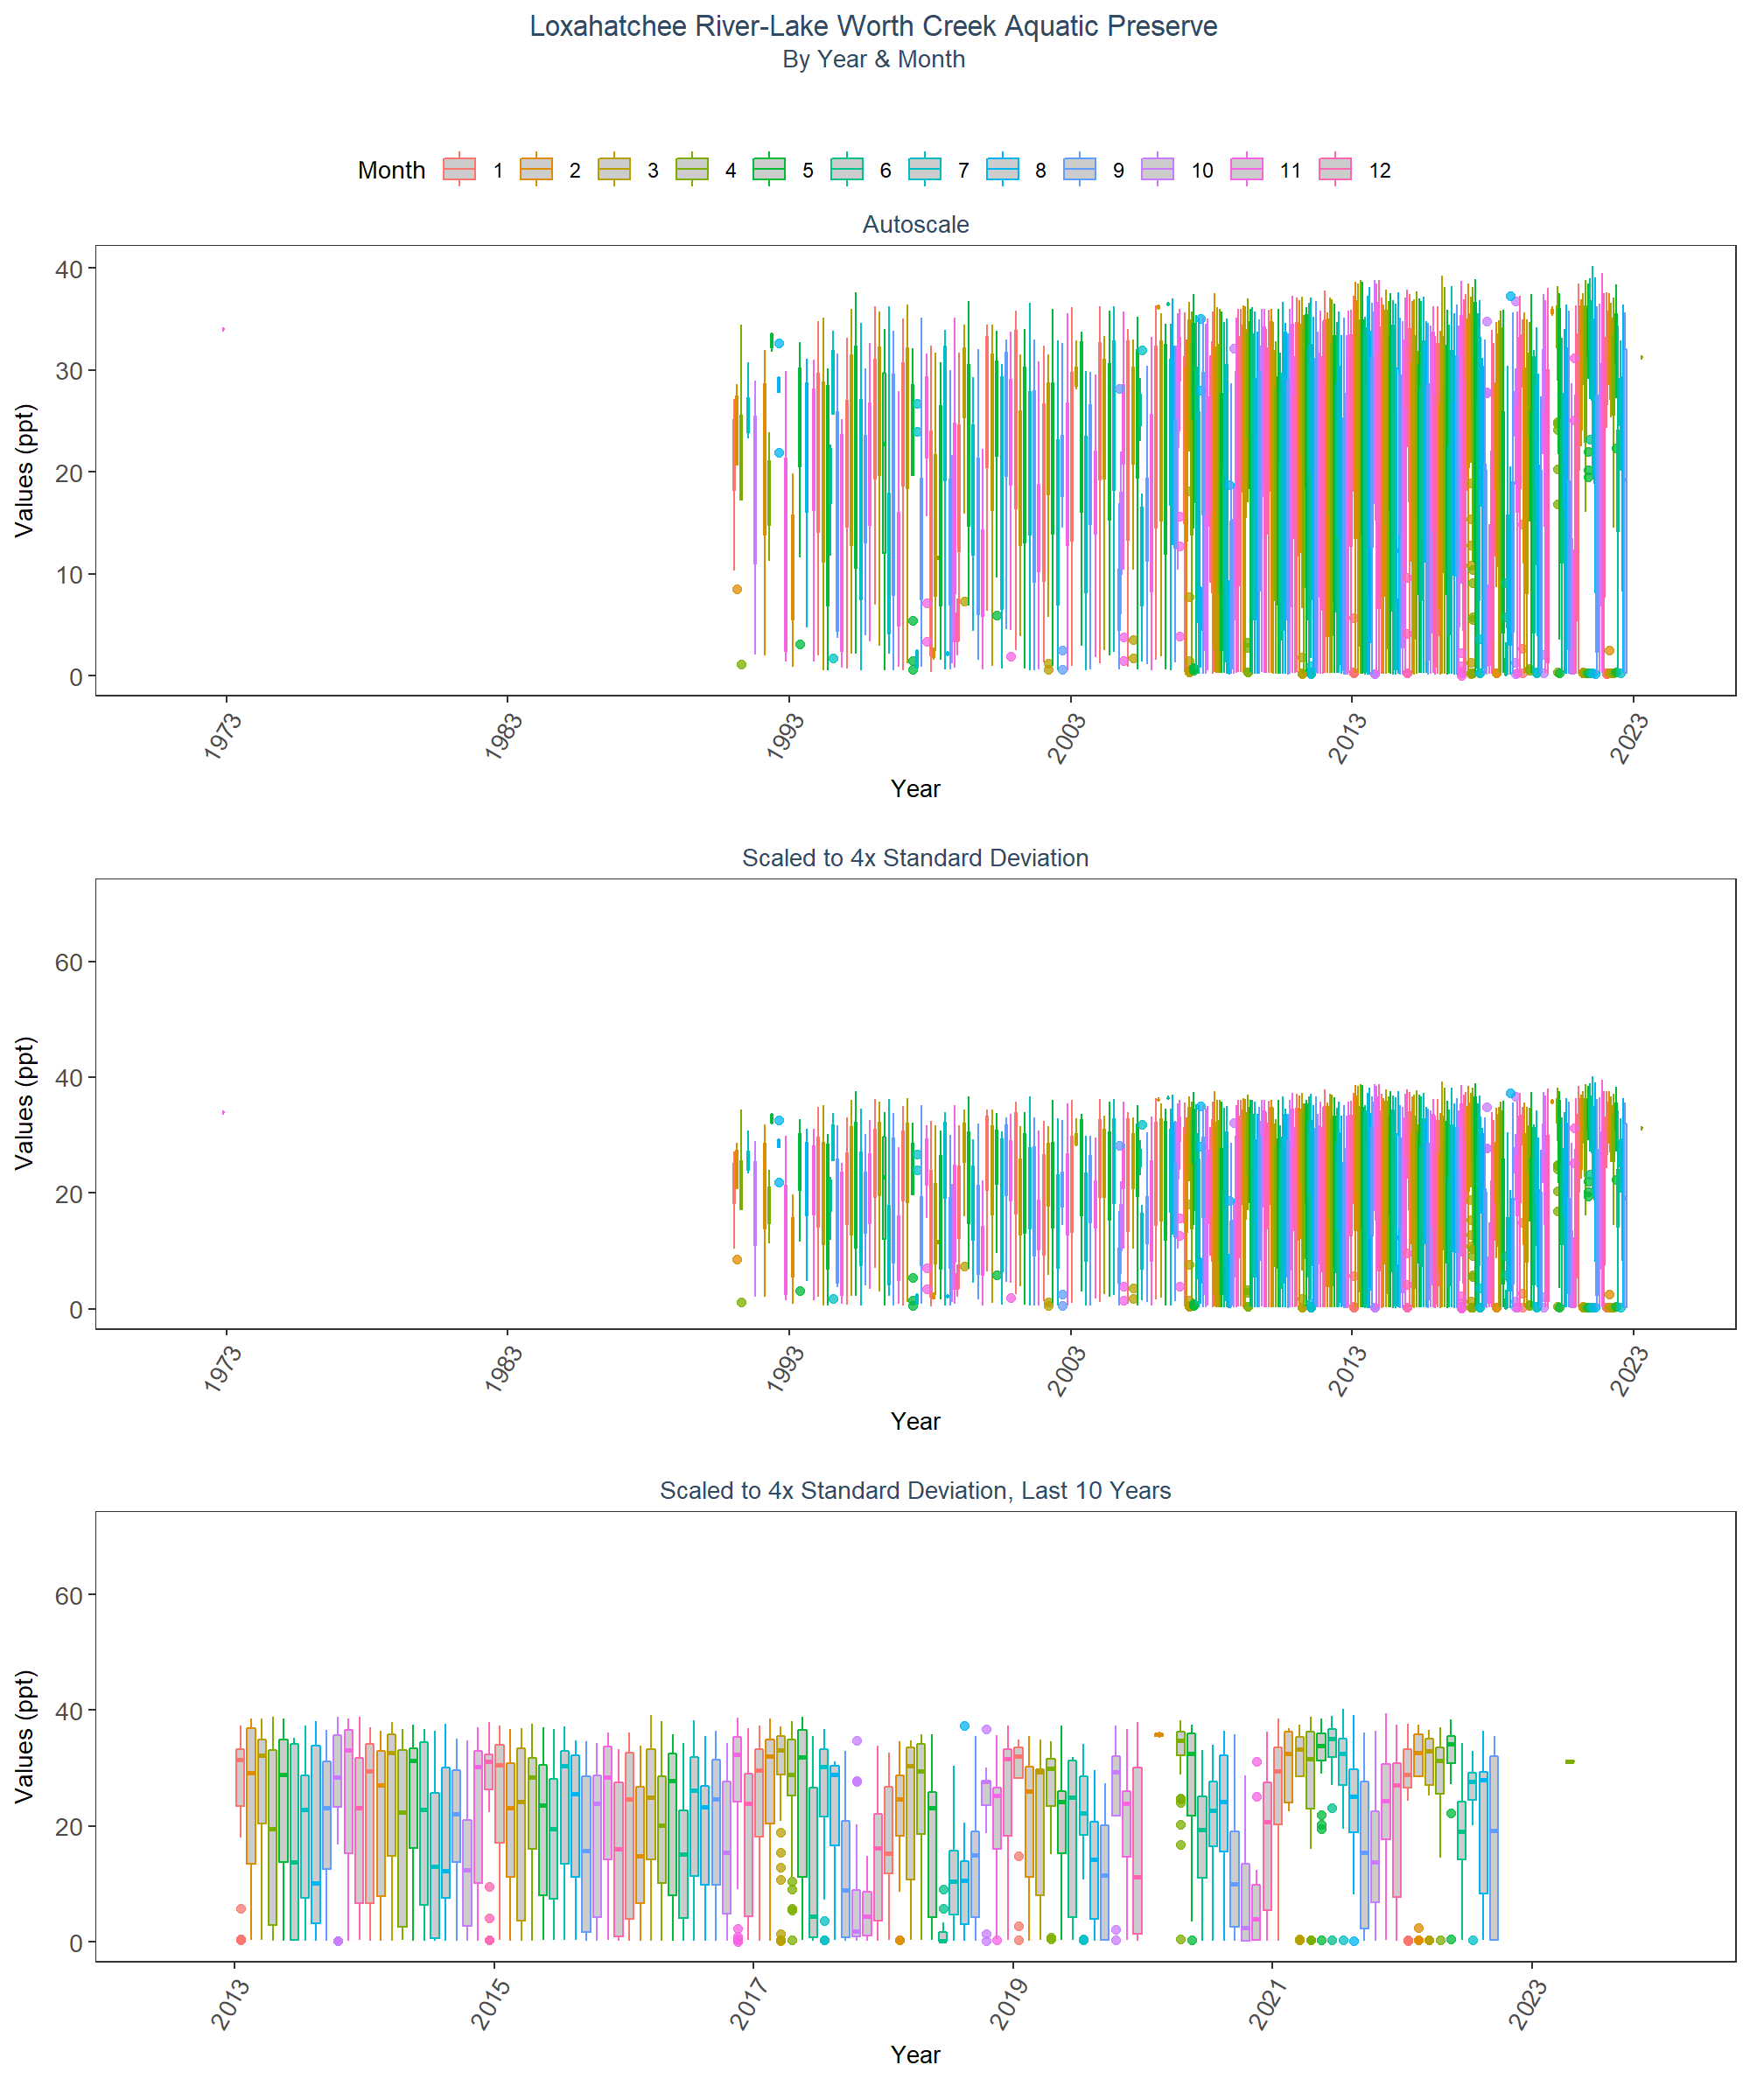 Loxahatchee River-Lake Worth Creek Aquatic Preserve
By Year & Month
Month 1 2 3 4 5 6 7 8 9 10 11 12
Autoscale
Values (ppt)
40
30
20
10
0
1973 1983 1993 2003 2013 2023
Year
Scaled to 4x Standard Deviation
Values (ppt)
60
40
20
0
1973 1983 1993 2003 2013 2023
Year
Scaled to 4x Standard Deviation, Last 10 Years
Values (ppt)
60
40
20
0
2013 2015 2017 2019 2021 2023
Year